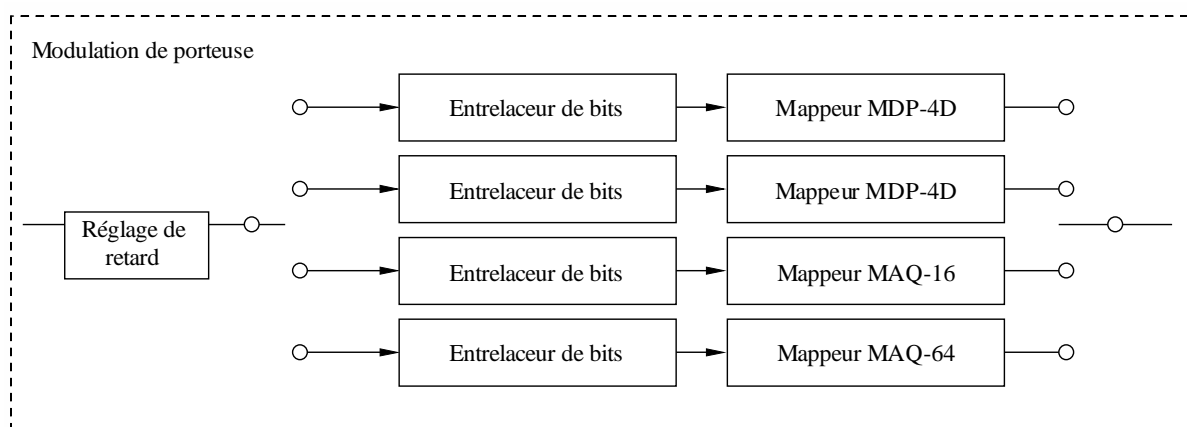 Modulation de porteuse
Entrelaceur de bits
Mappeur MDP-4D
Entrelaceur de bits
Mappeur MDP-4D
Réglage de
retard
Entrelaceur de bits
Mappeur MAQ-16
Entrelaceur de bits
Mappeur MAQ-64